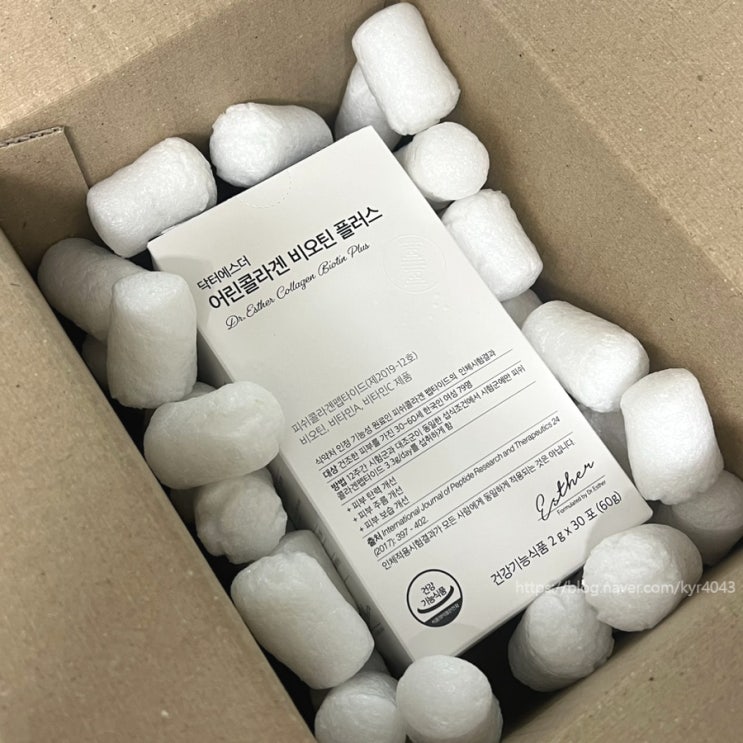 닥터에스더
어린콜라겐 비오틴 플러스
Dr.Esther Collagen Biotin Plus
피쉬콜라겐펩타이드(제2019-12호)
비오틴, 비타민A, 비타민C 제품
식약처 인정 기능성 원료인 피쉬콜라겐 펩타이드의 인체시험결과
대상 건조한 피부를 가진 30~60세 한국인 여성 79명
방법 12주간 시험군과 대조군이 동일한 섭식조건에서 시험군에만 피쉬
콜라겐펩타이드 3.3g/day를 섭취하게 함
+ 피부 탄력 개선
+ 피부 주름 개선
+ 피부 보습 개선
출처 International Journal of Peptide Research and Therapeutics 24
(2017): 397 - 402.
인체적용시험결과가 모든 사람에게 동일하게 적용되는 것은 아닙니다.
Esther
Formulated by Dr.Esther
건강
기능식품
건강기능식품 2 g x 30 포 (60g)
https://blog.naver.com/kyr4043